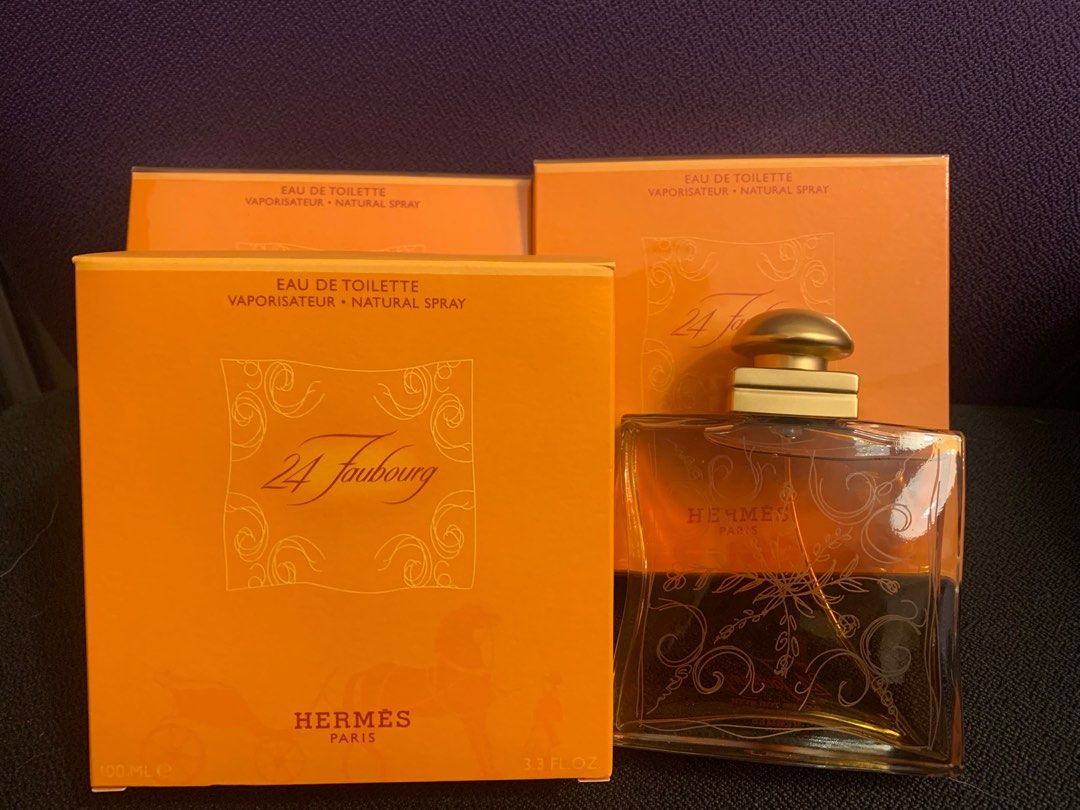 EAU DE TOILETTE
VAPORISATEUR • NATURAL SPRAY
EAU DE TOILETTE
VAPORISATEUR • NATURAL SPRAY
24
EAU DE TOILETTE
VAPORISATEUR • NATURAL SPRAY
24 Faubourg
HERMÈS
PARIS
100 ML ℮
3.3 FL.OZ
HERMÈS
PARIS